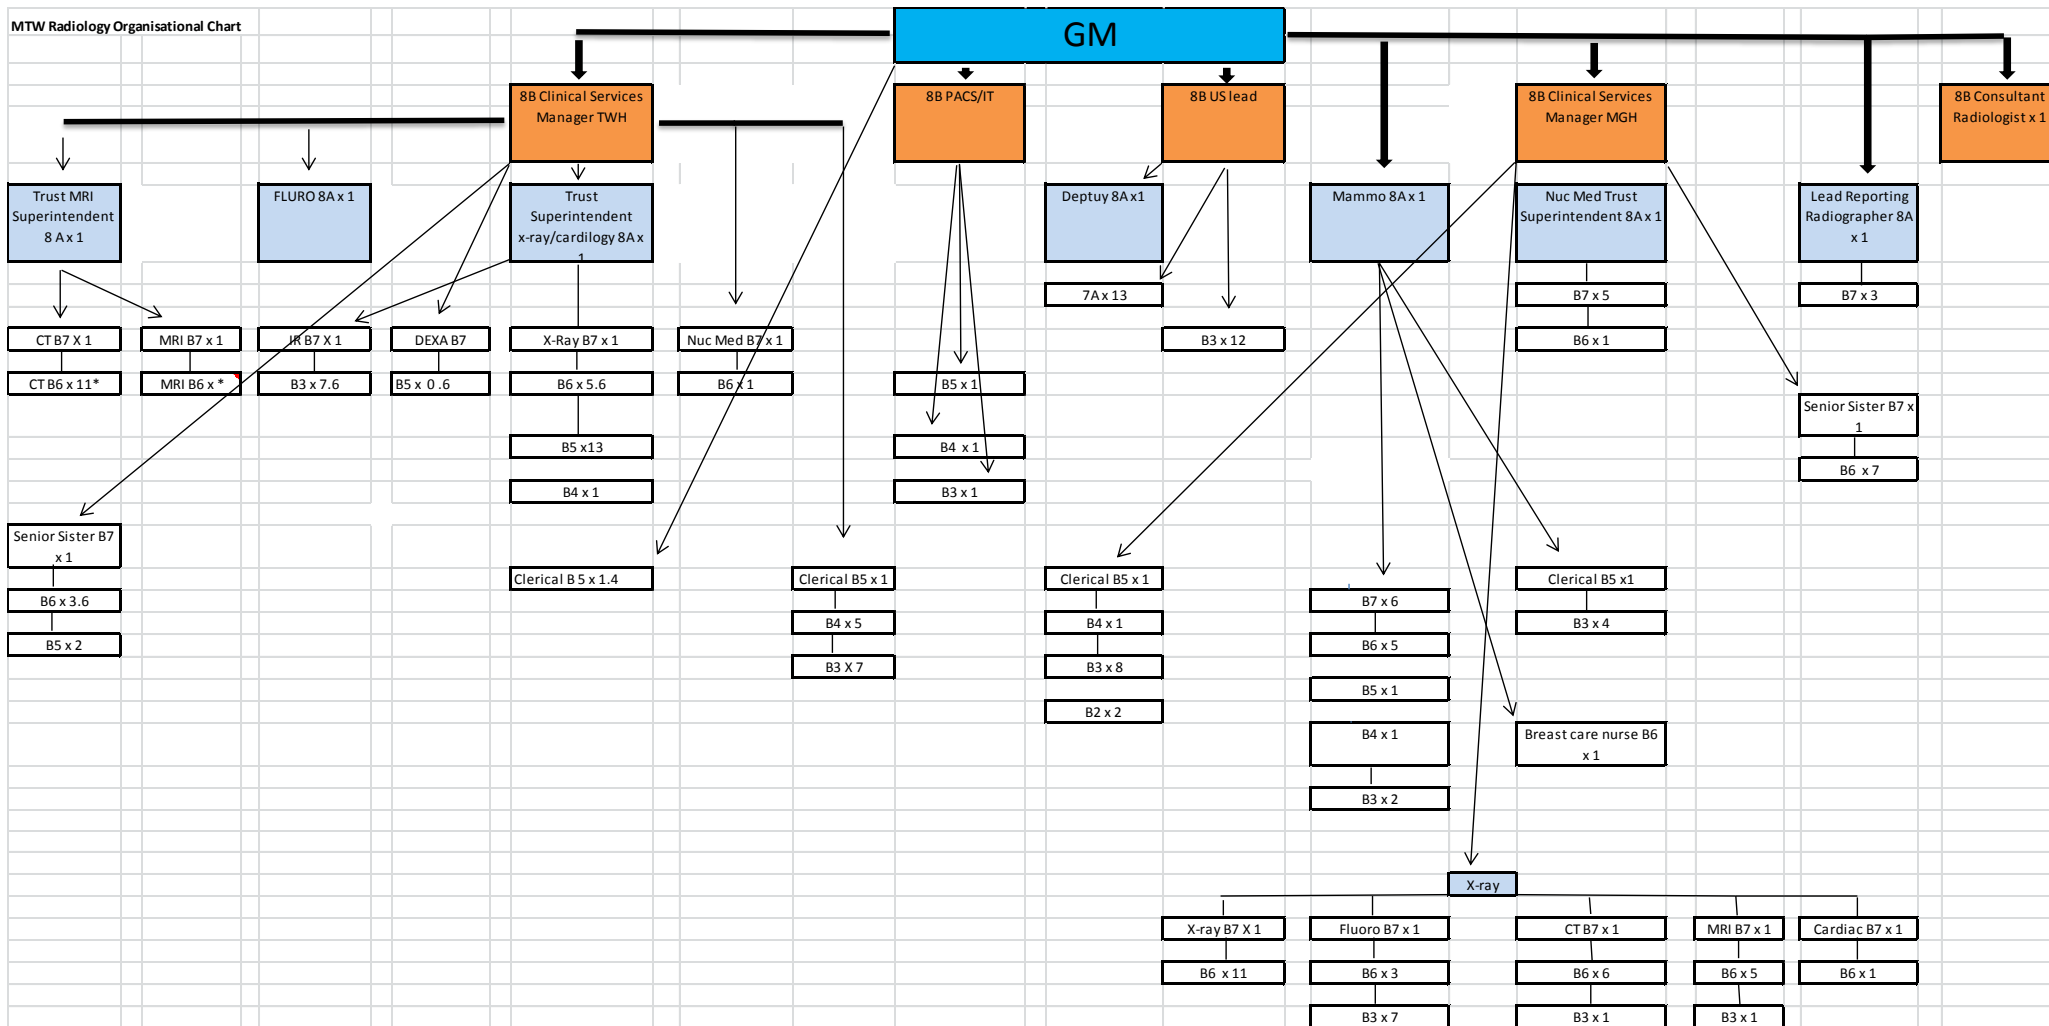 MTW Radiology Organisational Chart
GM
8B Clinical Services
Manager TWH
8B PACS/IT
8B US lead
8B Clinical Services
Manager MGH
8B Consultant
Radiologist x 1
Trust MRI
Superintendent
8 A x 1
FLURO 8A x 1
Trust
Superintendent
x-ray/cardilogy 8A x
1
Deptuy 8A x1
Mammo 8A x 1
Nuc Med Trust
Superintendent 8A x 1
Lead Reporting
Radiographer 8A
x 1
7A x 13
B7 x 5
B7 x 3
CT B7 X 1
MRI B7 x 1
IR B7 X 1
DEXA B7
X-Ray B7 x 1
Nuc Med B7 x 1
B3 x 12
B6 x 1
CT B6 x 11*
MRI B6 x *
B3 x 7.6
B5 x 0 .6
B6 x 5.6
B6 x 1
B5 x 1
Senior Sister B7 x
1
B5 x13
B4 x 1
B6 x 7
B4 x 1
B3 x 1
Senior Sister B7
x 1
Clerical B 5 x 1.4
Clerical B5 x 1
Clerical B5 x 1
Clerical B5 x1
B6 x 3.6
B7 x 6
B4 x 5
B4 x 1
B3 x 4
B5 x 2
B6 x 5
B3 X 7
B3 x 8
B5 x 1
B2 x 2
B4 x 1
Breast care nurse B6
x 1
B3 x 2
X-ray
X-ray B7 X 1
Fluoro B7 x 1
CT B7 x 1
MRI B7 x 1
Cardiac B7 x 1
B6 x 11
B6 x 3
B6 x 6
B6 x 5
B6 x 1
B3 x 7
B3 x 1
B3 x 1